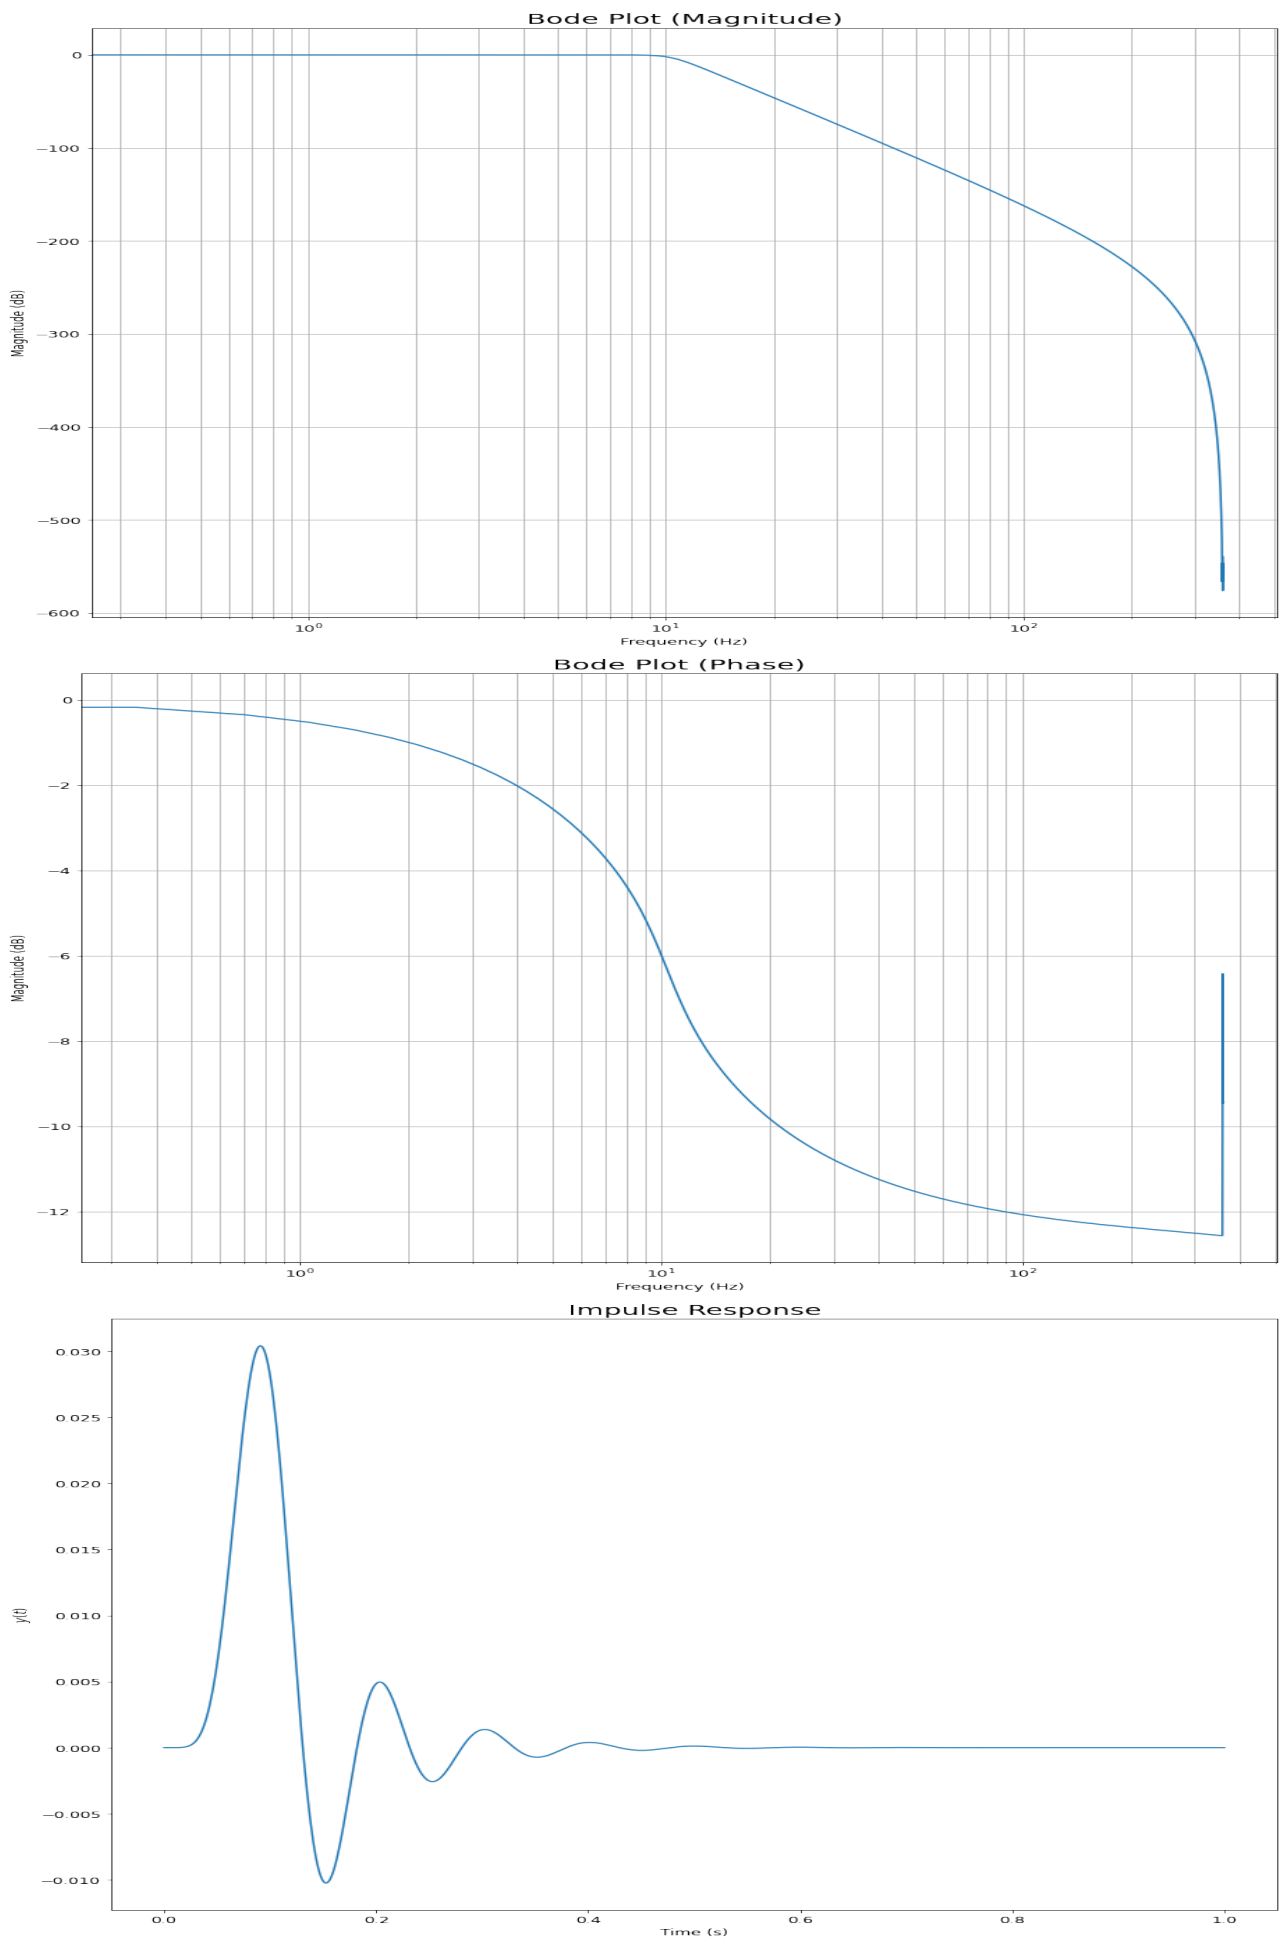 Bode Plot (Magnitude)
0
−100
−200
−300
−400
−500
−600
Magnitude (dB)
10⁰ 10¹ 10²
Frequency (Hz)
Bode Plot (Phase)
0
−2
−4
−6
−8
−10
−12
Magnitude (dB)
10⁰ 10¹ 10²
Frequency (Hz)
Impulse Response
0.030
0.025
0.020
0.015
0.010
0.005
0.000
−0.005
−0.010
y(t)
0.0 0.2 0.4 0.6 0.8 1.0
Time (s)